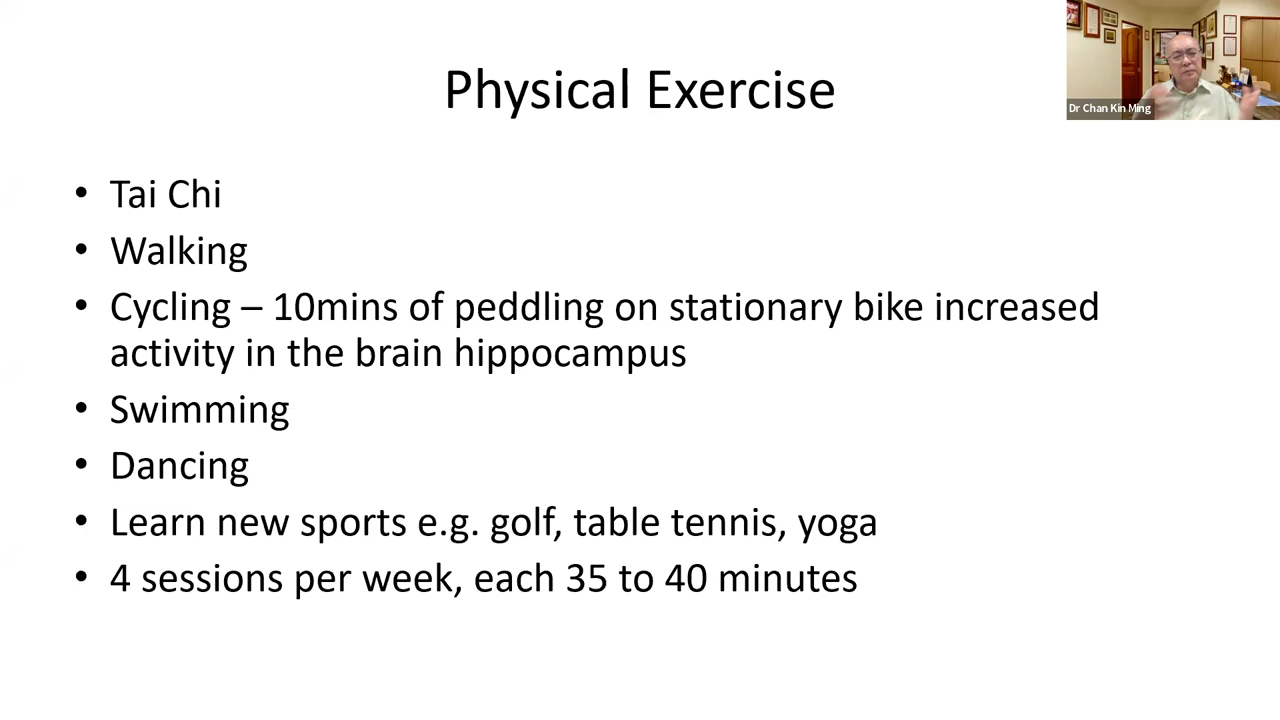 Physical Exercise
Dr Chan Kin Ming
• Tai Chi
• Walking
• Cycling – 10mins of peddling on stationary bike increased
activity in the brain hippocampus
• Swimming
• Dancing
• Learn new sports e.g. golf, table tennis, yoga
• 4 sessions per week, each 35 to 40 minutes